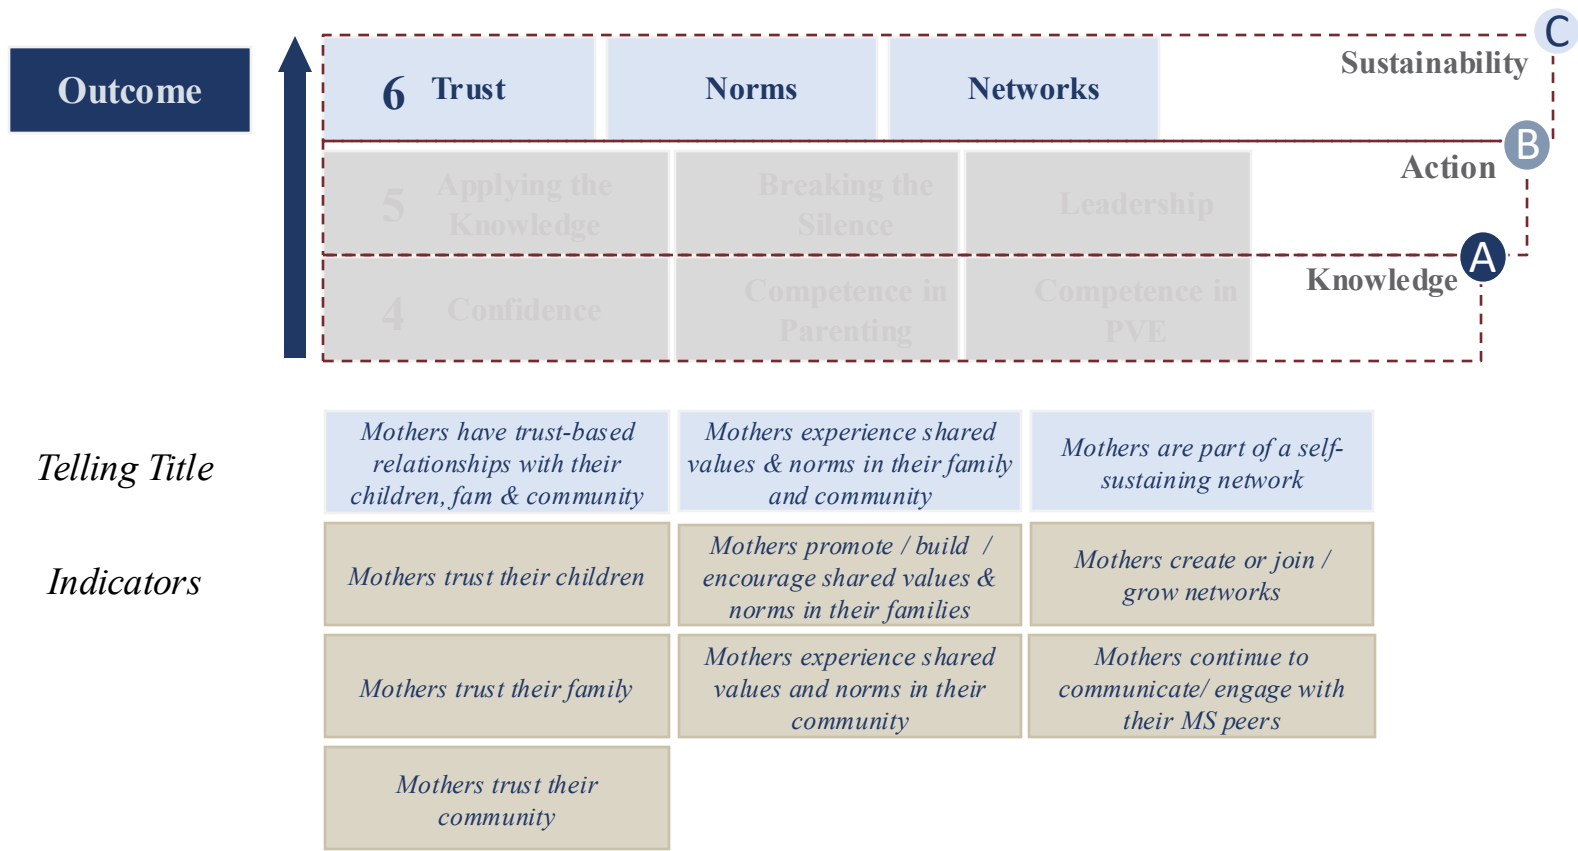 C
Outcome
6 Trust
Norms
Networks
Sustainability
B
Action
5 Applying the
Knowledge
Breaking the
Silence
Leadership
A
Knowledge
4 Confidence
Competence in
Parenting
Competence in
PVE
Telling Title
Mothers have trust-based
relationships with their
children, fam & community
Mothers experience shared
values & norms in their family
and community
Mothers are part of a self-
sustaining network
Indicators
Mothers trust their children
Mothers promote / build /
encourage shared values &
norms in their families
Mothers create or join /
grow networks
Mothers trust their family
Mothers experience shared
values and norms in their
community
Mothers continue to
communicate/ engage with
their MS peers
Mothers trust their
community